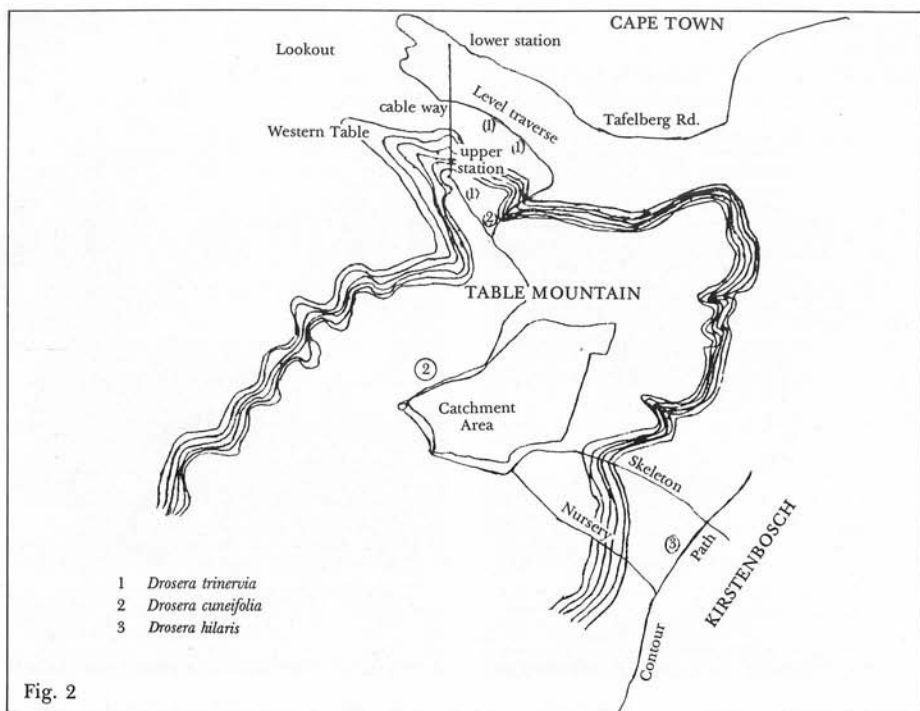 CAPE TOWN
lower station
Lookout
cable way
Level traverse
Tafelberg Rd.
Western Table
(1)
(1)
upper
station
(1)
(2)
TABLE MOUNTAIN
(2)
Catchment
Area
Skeleton
Nursery
(3)
Path
KIRSTENBOSCH
Contour
1 Drosera trinervia
2 Drosera cuneifolia
3 Drosera hilaris
Fig. 2